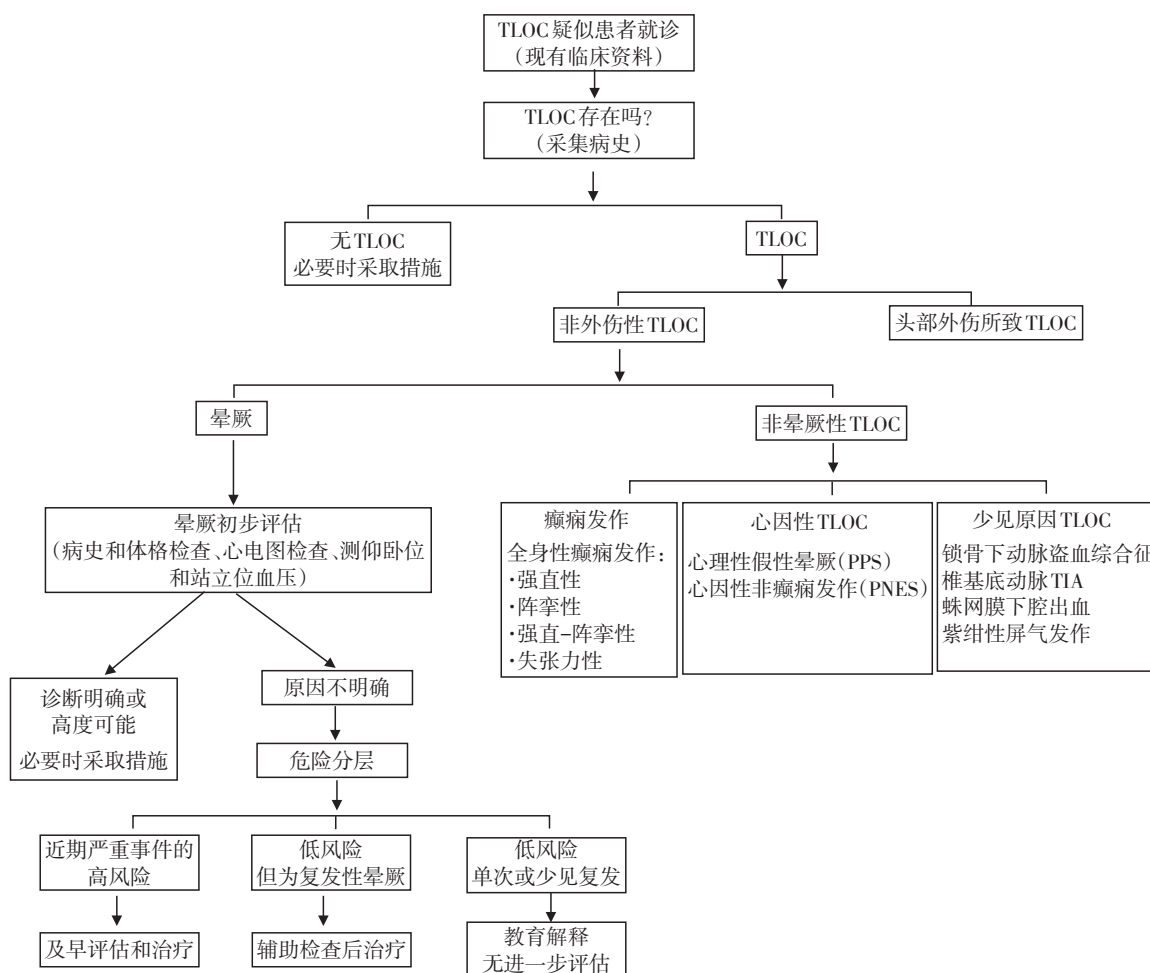 TLOC疑似患者就诊
（现有临床资料）
TLOC存在吗？
（采集病史）
无TLOC
必要时采取措施
TLOC
非外伤性TLOC
头部外伤所致TLOC
晕厥
非晕厥性TLOC
晕厥初步评估
(病史和体格检查、心电图检查、测仰卧位
和站立位血压）
癫痫发作
全身性癫痫发作：
·强直性
·阵挛性
·强直-阵挛性
·失张力性
心因性TLOC
心理性假性晕厥(PPS)
心因性非癫痫发作(PNES)
少见原因TLOC
锁骨下动脉盗血综合征
椎基底动脉TIA
蛛网膜下腔出血
紫绀性屏气发作
诊断明确或
高度可能
必要时采取措施
原因不明确
危险分层
近期严重事件的
高风险
低风险
但为复发性晕厥
低风险
单次或少见复发
及早评估和治疗
辅助检查后治疗
教育解释
无进一步评估